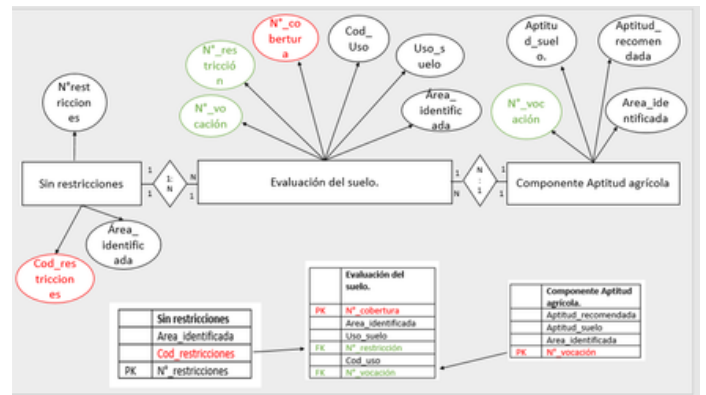 N°_co
bertur
a
Cod_
Uso
Uso_s
uelo
N°_res
tricció
n
N°_vo
cación
Área_
identific
ada
Aptitu
d_suel
o.
Aptitud_
recomen
dada
N°_voc
ación
Area_ide
ntificada
N°rest
riccion
es
Sin restricciones
1
1
1:
N
N
1
Evaluación del suelo.
1
N
N
:
1
1
1
Componente Aptitud agrícola
Área_
identific
ada
Cod_res
triccion
es
Sin restricciones
Area_identificada
Cod_restricciones
PK N°_restricciones
Evaluación del
suelo.
PK N°_cobertura
Area_identificada
Uso_suelo
FK N°_restricción
Cod_uso
FK N°_vocación
Componente Aptitud
agrícola.
Aptitud_recomendada
Aptitud_suelo
Area_identificada
PK N°_vocación